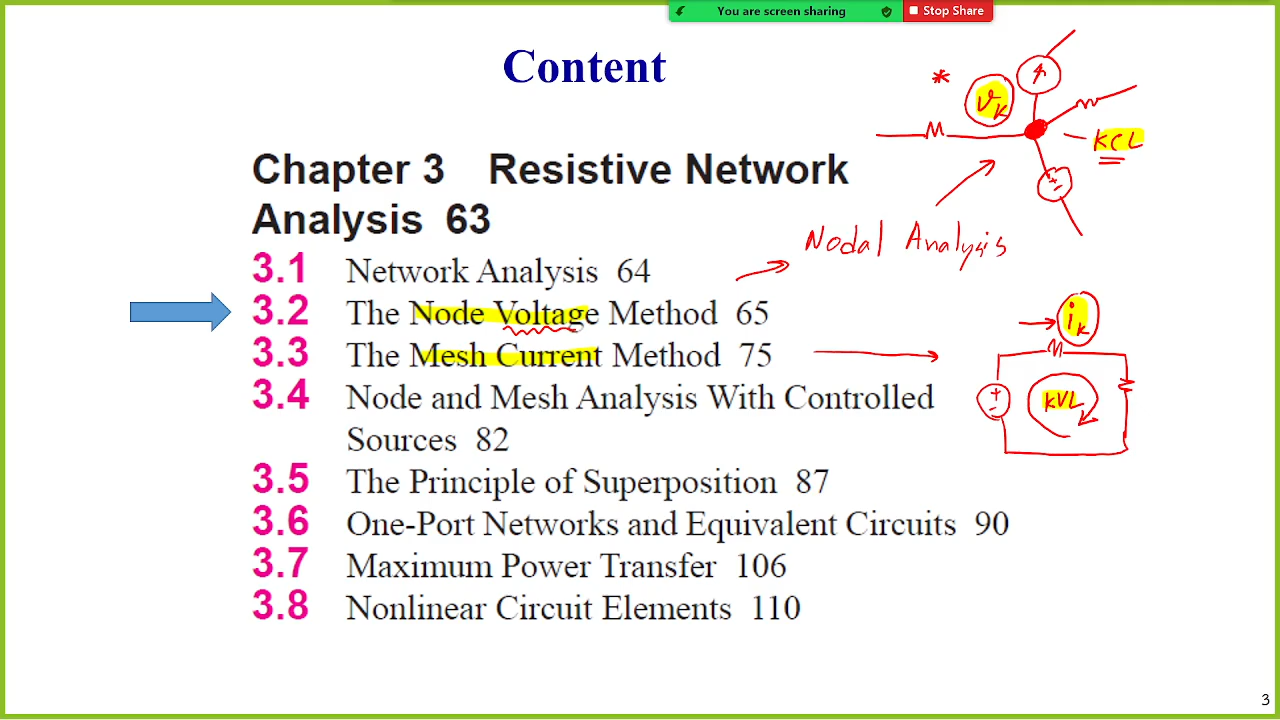 You are screen sharing
Stop Share
Content
* v_k
KCL
Chapter 3 Resistive Network
Analysis 63
Nodal Analysis
3.1 Network Analysis 64
3.2 The Node Voltage Method 65
3.3 The Mesh Current Method 75
i_k
+
-
KVL
3.4 Node and Mesh Analysis With Controlled
Sources 82
3.5 The Principle of Superposition 87
3.6 One-Port Networks and Equivalent Circuits 90
3.7 Maximum Power Transfer 106
3.8 Nonlinear Circuit Elements 110
3